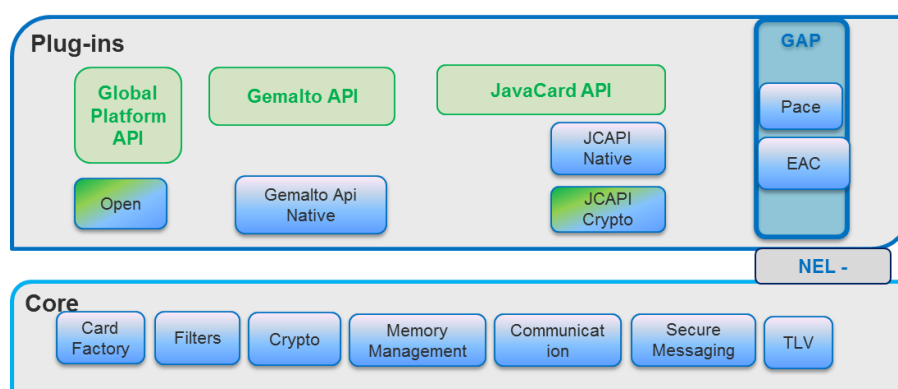 Plug-ins
GAP
Global
Platform
API
Gemalto API
JavaCard API
Pace
JCAPI
Native
EAC
Open
Gemalto Api
Native
JCAPI
Crypto
NEL -
Core
Card
Factory
Filters
Crypto
Memory
Management
Communicat
ion
Secure
Messaging
TLV